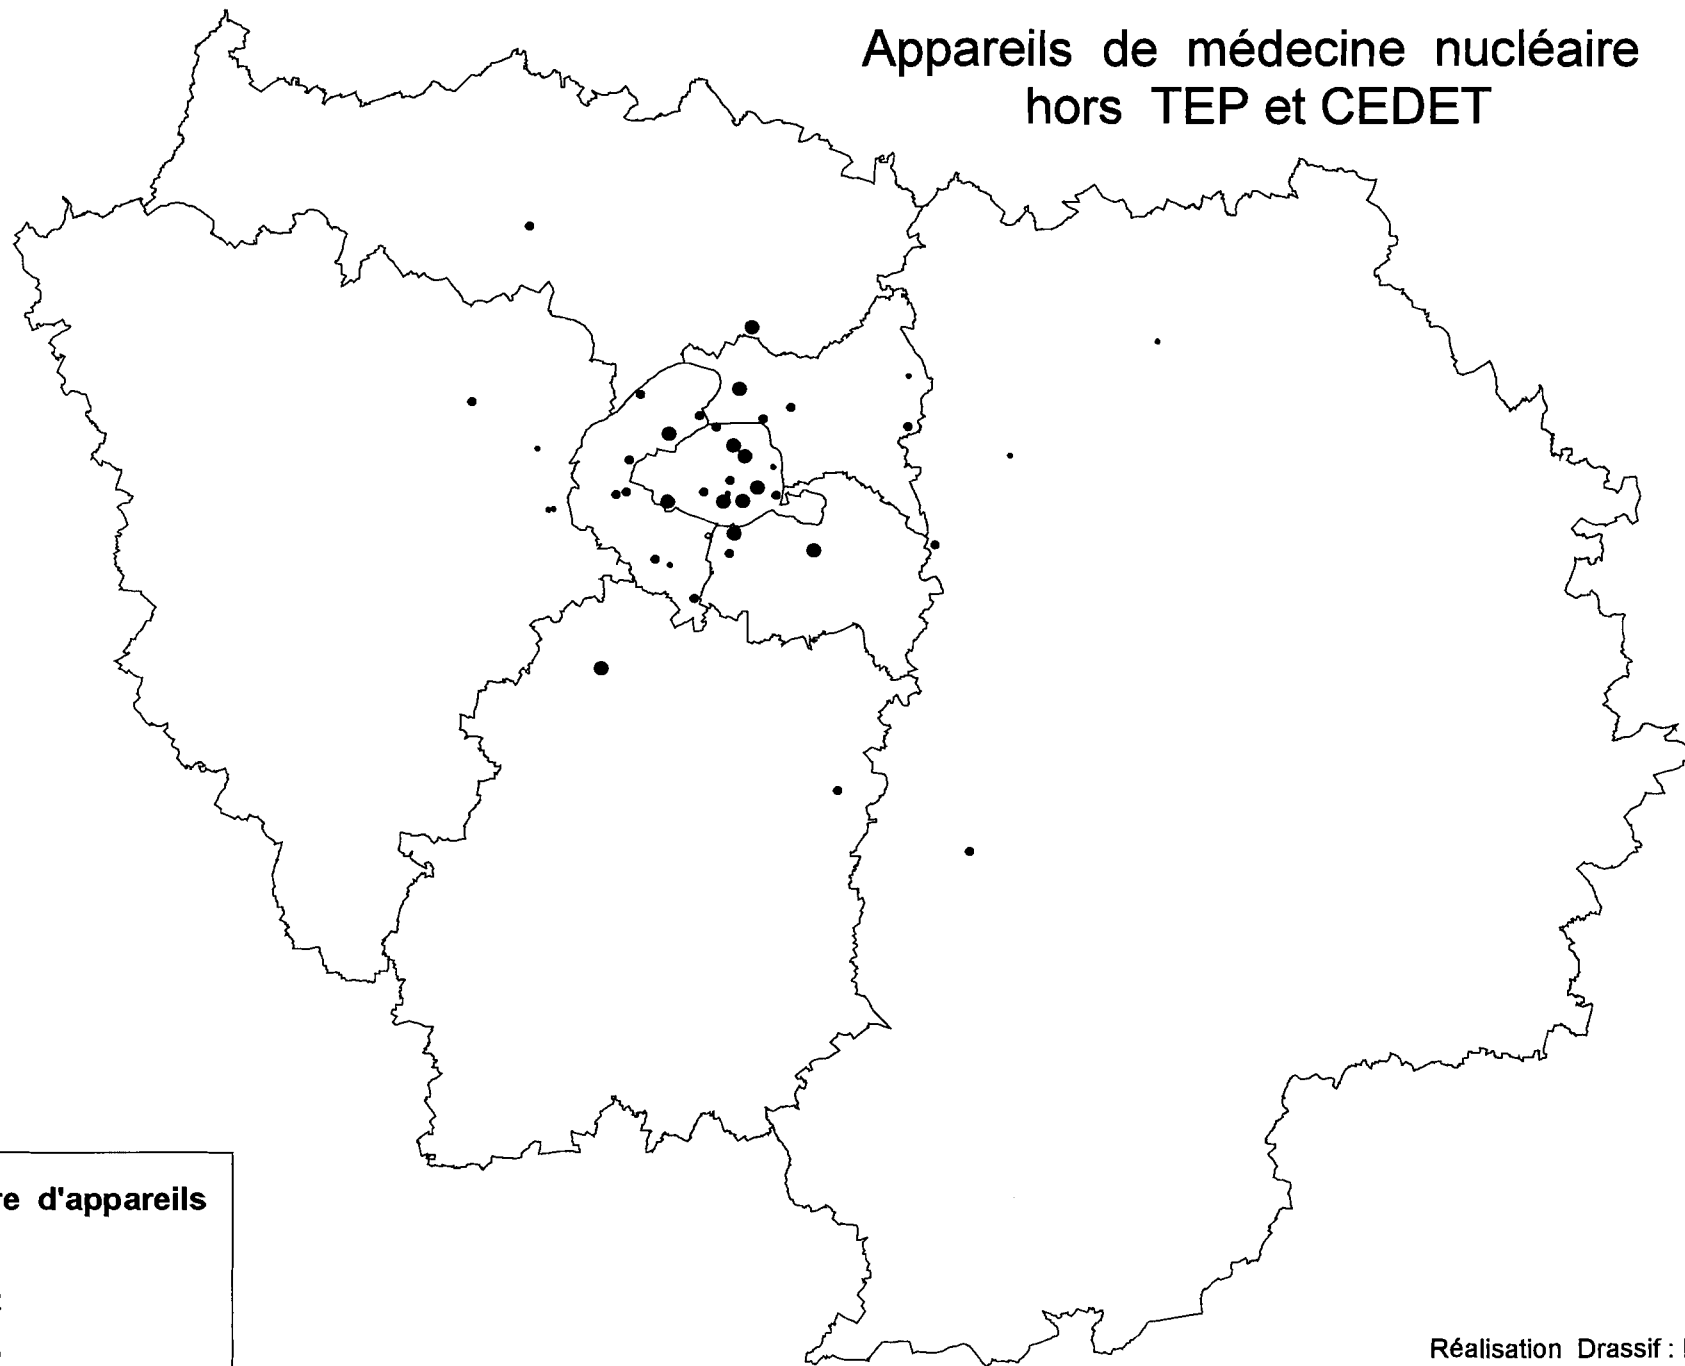 Appareils de médecine nucléaire
hors TEP et CEDET
d'appareils
Réalisation Drassif :